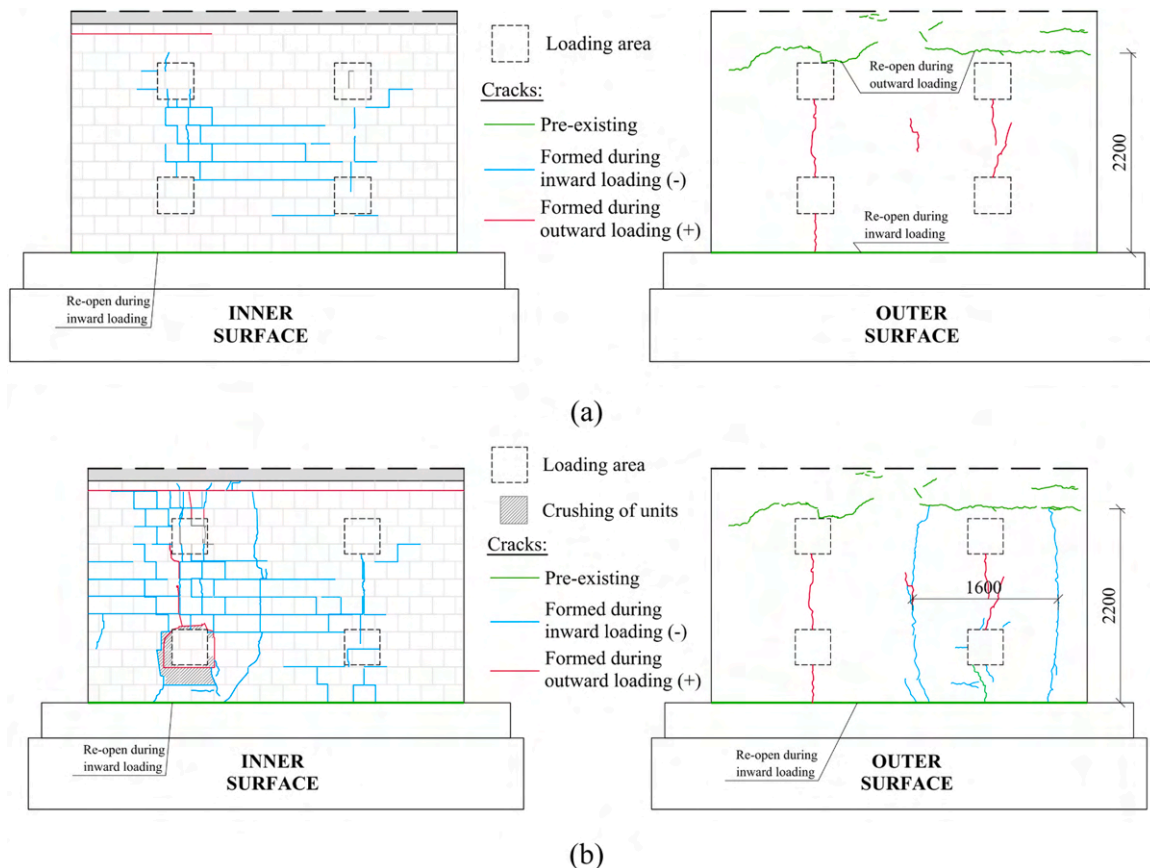 Loading area
Cracks:
Pre-existing
Formed during
inward loading (-)
Formed during
outward loading (+)
Re-open during
inward loading
INNER
SURFACE
Re-open during
outward loading
Re-open during
inward loading
2200
OUTER
SURFACE
(a)
Loading area
Crushing of units
Cracks:
Pre-existing
Formed during
inward loading (-)
Formed during
outward loading (+)
Re-open during
inward loading
INNER
SURFACE
1600
2200
Re-open during
inward loading
OUTER
SURFACE
(b)